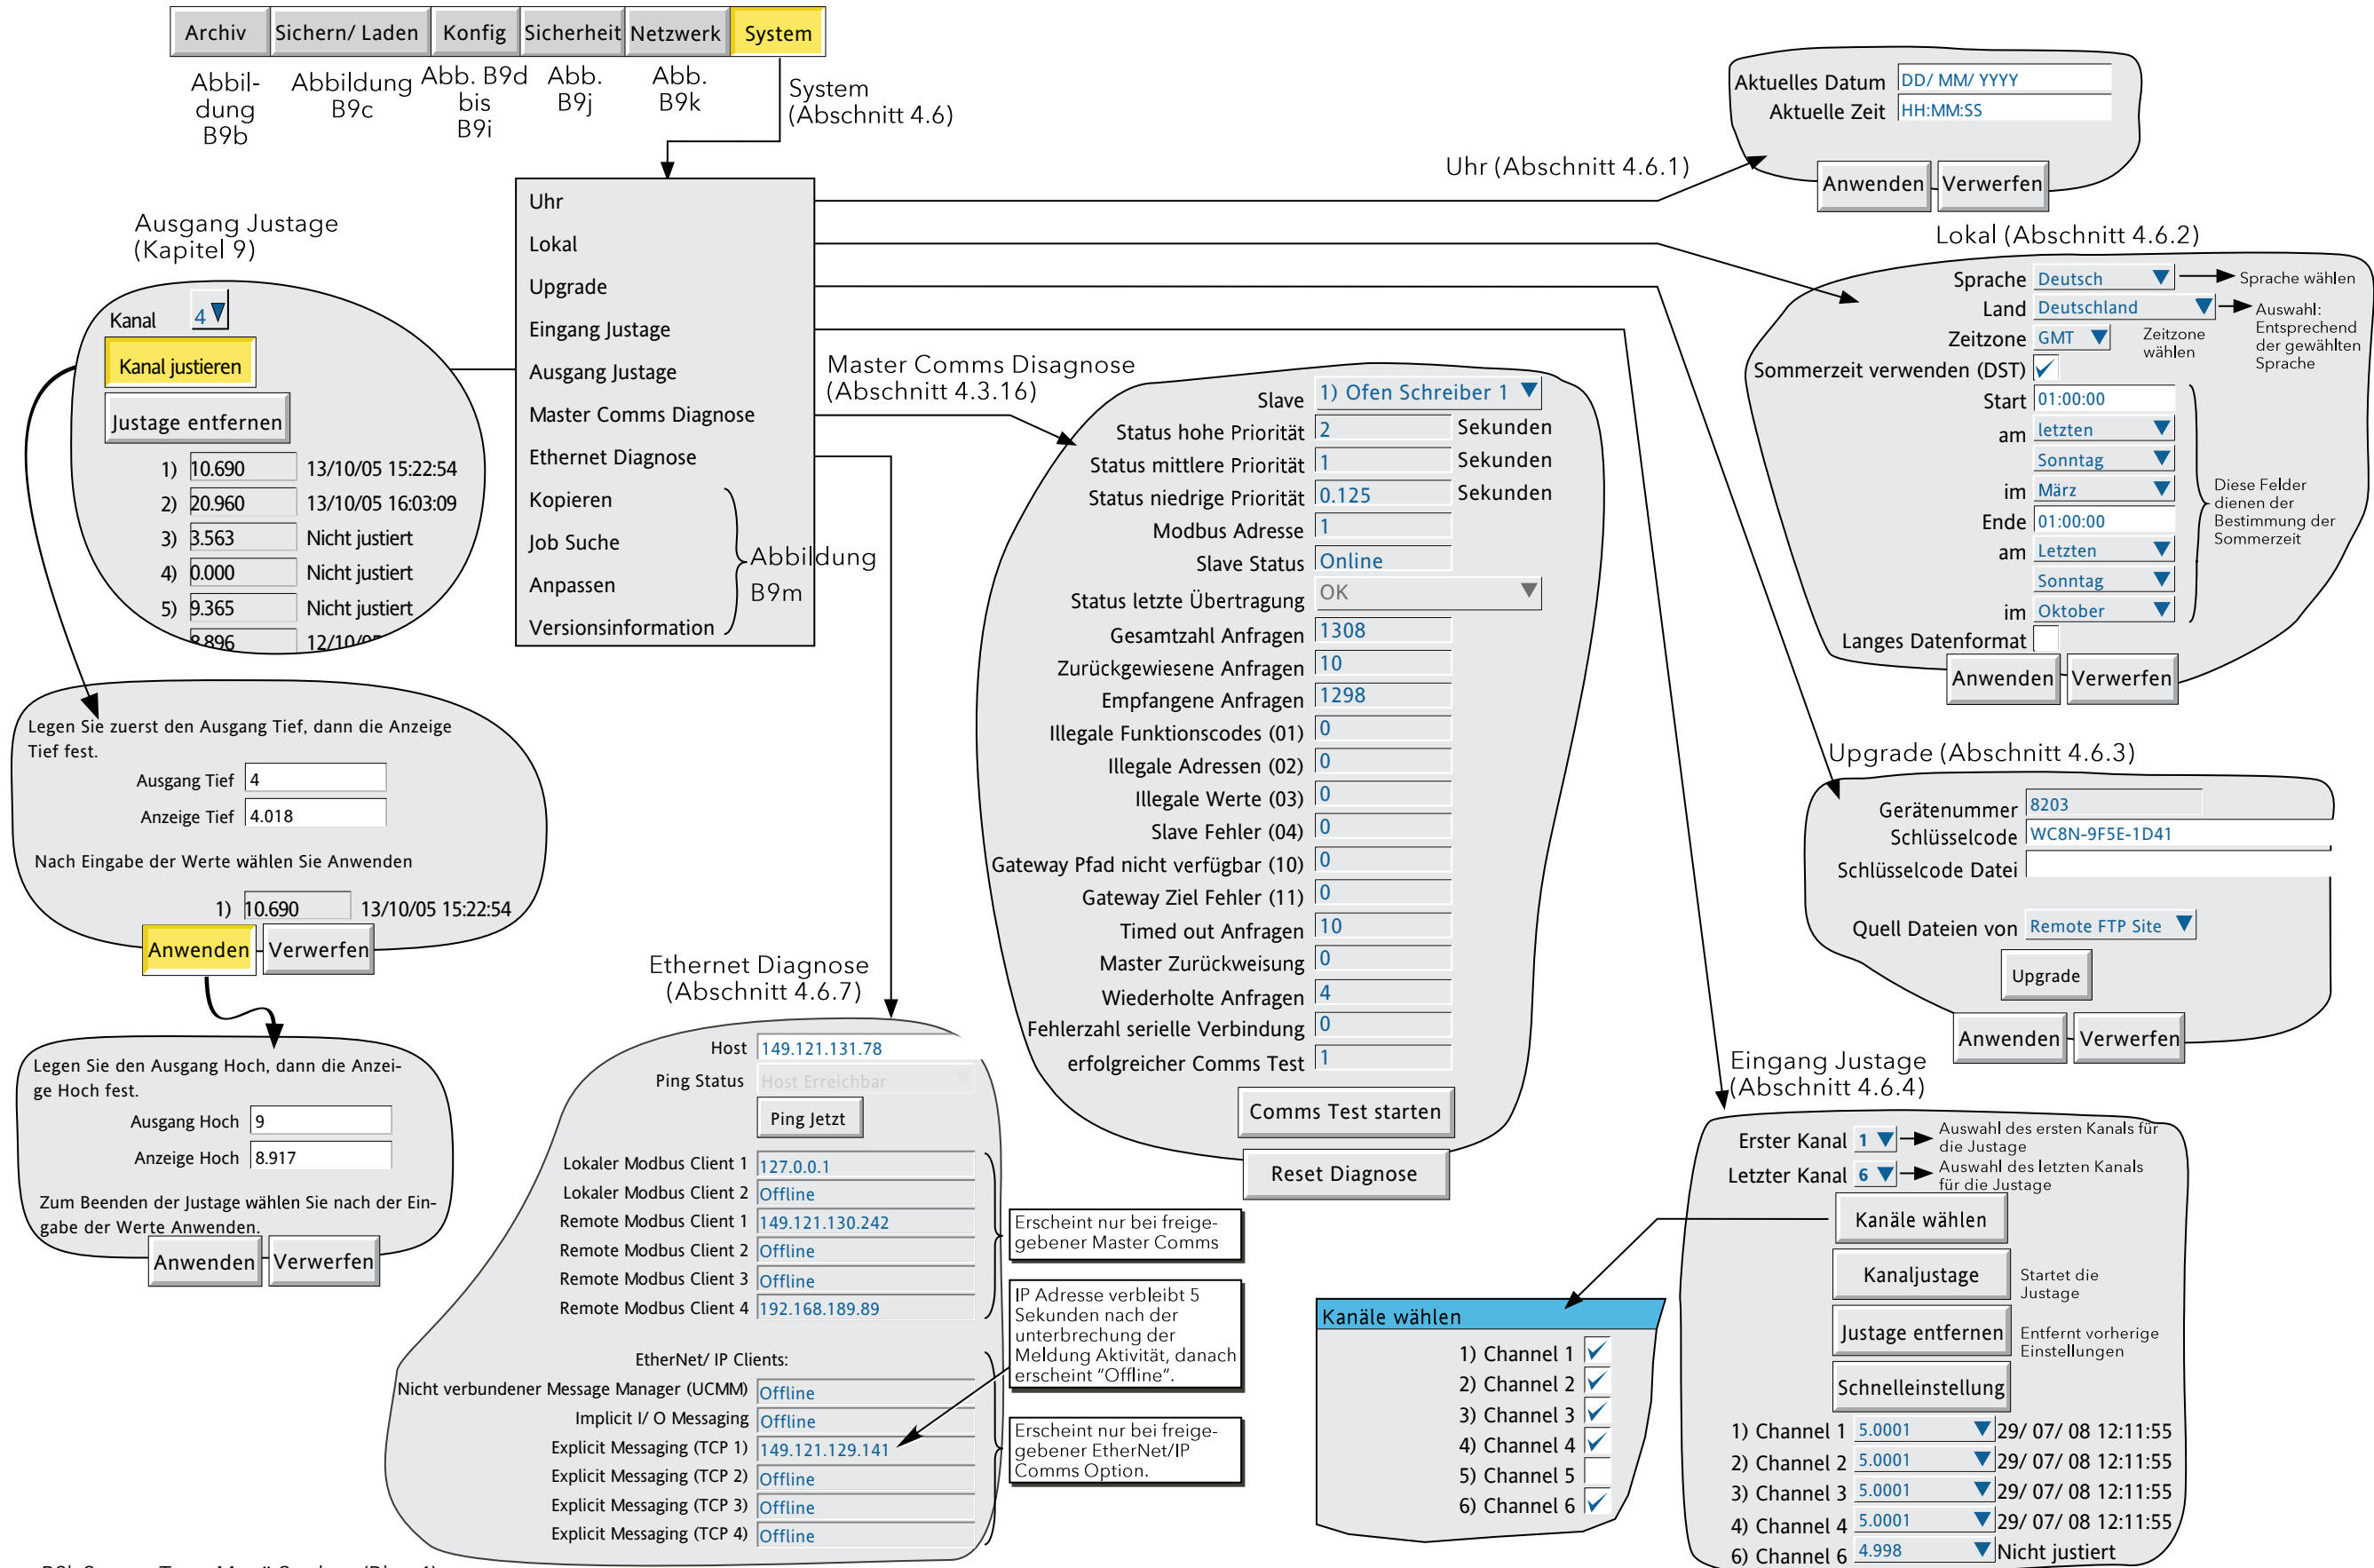 Archiv
Sichern/ Laden
Konfig
Sicherheit
Netzwerk
System
Abbil-
dung
B9b
Abbildung
B9c
Abb. B9d
bis
B9i
Abb.
B9j
Abb.
B9k
System
(Abschnitt 4.6)
Uhr
Lokal
Upgrade
Eingang Justage
Ausgang Justage
Master Comms Diagnose
Ethernet Diagnose
Kopieren
Job Suche
Anpassen
Versionsinformation
Abbildung
B9m
Uhr (Abschnitt 4.6.1)
Aktuelles Datum DD/ MM/ YYYY
Aktuelle Zeit HH:MM:SS
Anwenden Verwerfen
Lokal (Abschnitt 4.6.2)
Sprache Deutsch
Sprache wählen
Land Deutschland
Auswahl:
Entsprechend
der gewählten
Sprache
Zeitzone GMT
Zeitzone
wählen
Sommerzeit verwenden (DST)
Start 01:00:00
am letzten
Sonntag
im März
Ende 01:00:00
am Letzten
Sonntag
im Oktober
Diese Felder
dienen der
Bestimmung der
Sommerzeit
Langes Datenformat
Anwenden Verwerfen
Upgrade (Abschnitt 4.6.3)
Gerätenummer 8203
Schlüsselcode WC8N-9F5E-1D41
Schlüsselcode Datei
Quell Dateien von Remote FTP Site
Upgrade
Anwenden Verwerfen
Eingang Justage
(Abschnitt 4.6.4)
Erster Kanal 1
Auswahl des ersten Kanals für
die Justage
Letzter Kanal 6
Auswahl des letzten Kanals
für die Justage
Kanäle wählen
Kanaljustage
Startet die
Justage
Justage entfernen
Entfernt vorherige
Einstellungen
Schnelleinstellung
1) Channel 1 5.0001 29/ 07/ 08 12:11:55
2) Channel 2 5.0001 29/ 07/ 08 12:11:55
3) Channel 3 5.0001 29/ 07/ 08 12:11:55
4) Channel 4 5.0001 29/ 07/ 08 12:11:55
6) Channel 6 4.998 Nicht justiert
Kanäle wählen
1) Channel 1
2) Channel 2
3) Channel 3
4) Channel 4
5) Channel 5
6) Channel 6
Master Comms Disagnose
(Abschnitt 4.3.16)
Slave 1) Ofen Schreiber 1
Status hohe Priorität 2 Sekunden
Status mittlere Priorität 1 Sekunden
Status niedrige Priorität 0.125 Sekunden
Modbus Adresse 1
Slave Status Online
Status letzte Übertragung OK
Gesamtzahl Anfragen 1308
Zurückgewiesene Anfragen 10
Empfangene Anfragen 1298
Illegale Funktionscodes (01) 0
Illegale Adressen (02) 0
Illegale Werte (03) 0
Slave Fehler (04) 0
Gateway Pfad nicht verfügbar (10) 0
Gateway Ziel Fehler (11) 0
Timed out Anfragen 10
Master Zurückweisung 0
Wiederholte Anfragen 4
Fehlerzahl serielle Verbindung 0
erfolgreicher Comms Test 1
Comms Test starten
Reset Diagnose
Ausgang Justage
(Kapitel 9)
Kanal 4
Kanal justieren
Justage entfernen
1) 10.690 13/10/05 15:22:54
2) 20.960 13/10/05 16:03:09
3) 3.563 Nicht justiert
4) 0.000 Nicht justiert
5) 9.365 Nicht justiert
8.896 12/10/05
Legen Sie zuerst den Ausgang Tief, dann die Anzeige
Tief fest.
Ausgang Tief 4
Anzeige Tief 4.018
Nach Eingabe der Werte wählen Sie Anwenden
1) 10.690 13/10/05 15:22:54
Anwenden Verwerfen
Legen Sie den Ausgang Hoch, dann die Anzei-
ge Hoch fest.
Ausgang Hoch 9
Anzeige Hoch 8.917
Zum Beenden der Justage wählen Sie nach der Ein-
gabe der Werte Anwenden.
Anwenden Verwerfen
Ethernet Diagnose
(Abschnitt 4.6.7)
Host 149.121.131.78
Ping Status Host Erreichbar
Ping Jetzt
Lokaler Modbus Client 1 127.0.0.1
Lokaler Modbus Client 2 Offline
Remote Modbus Client 1 149.121.130.242
Remote Modbus Client 2 Offline
Remote Modbus Client 3 Offline
Remote Modbus Client 4 192.168.189.89
EtherNet/ IP Clients:
Nicht verbundener Message Manager (UCMM) Offline
Implicit I/ O Messaging Offline
Explicit Messaging (TCP 1) 149.121.129.141
Explicit Messaging (TCP 2) Offline
Explicit Messaging (TCP 3) Offline
Explicit Messaging (TCP 4) Offline
Erscheint nur bei freige-
gebener Master Comms
IP Adresse verbleibt 5
Sekunden nach der
unterbrechung der
Meldung Aktivität, danach
erscheint “Offline”.
Erscheint nur bei freige-
gebener EtherNet/IP
Comms Option.